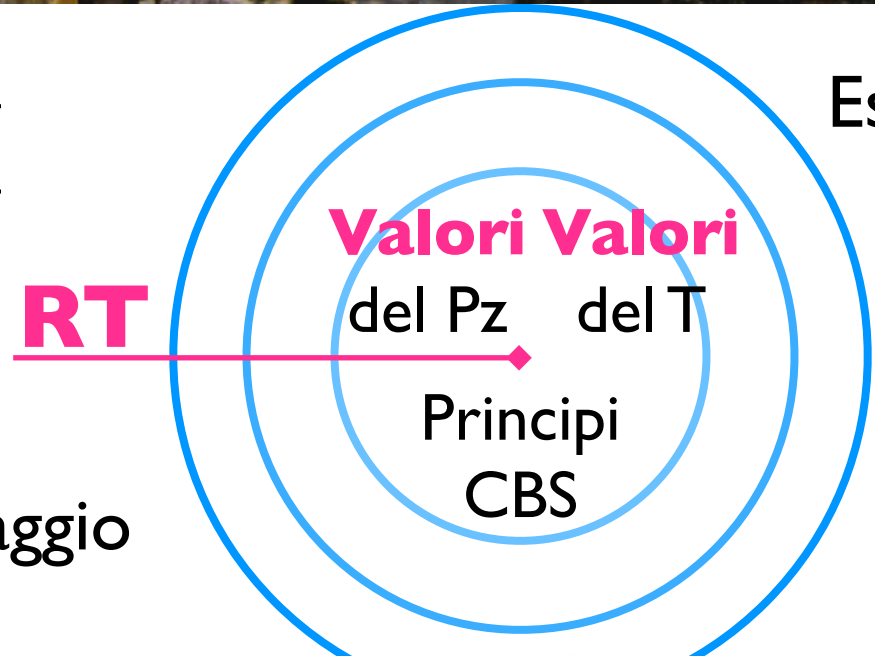 Es
Valori Valori
RT
del Pz del T
Principi
CBS
aggio